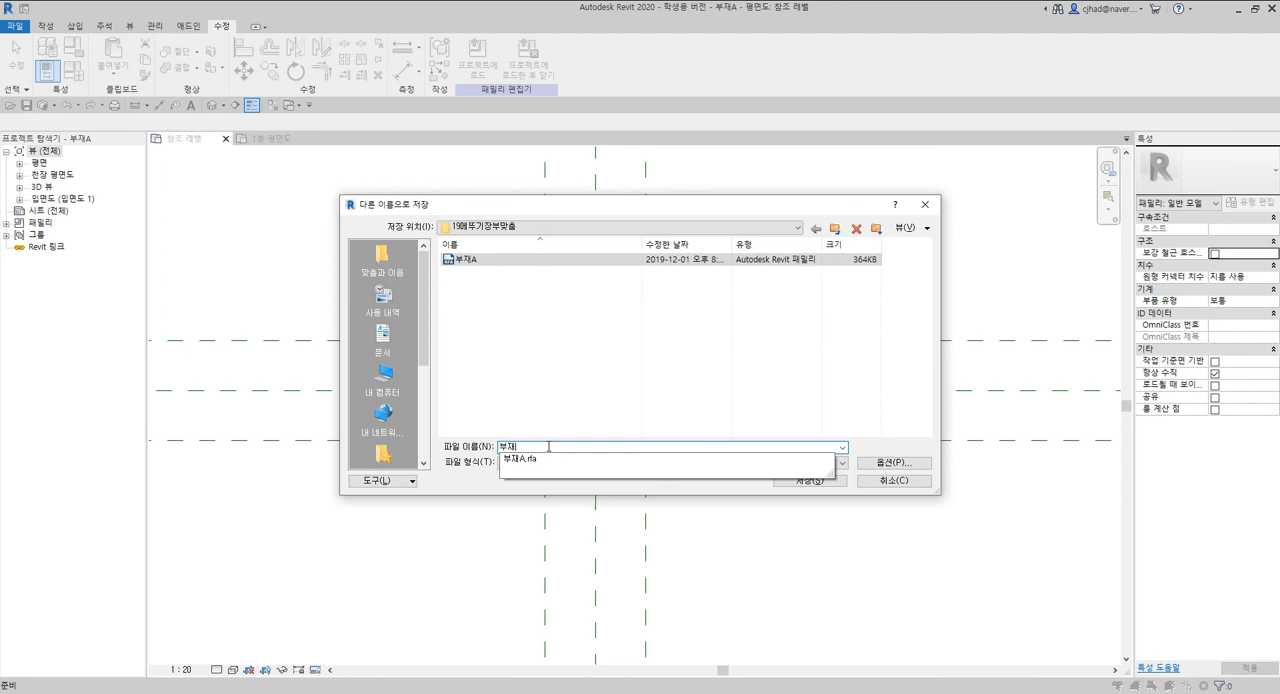 Autodesk Revit 2020 - 학생용 버전 - 부재A - 평면도: 참조 레벨
cjhad@naver....
파일 작성 삽입 주석 뷰 관리 애드인 수정
수정
붙여넣기
절단
결합
프로젝트에 로드
프로젝트에 로드한 후 닫기
선택 특성 클립보드 형상 수정 측정 작성 패밀리 편집기
프로젝트 탐색기 - 부재A
뷰 (전체)
평면
천장 평면도
3D 뷰
입면도 (입면도 1)
시트 (전체)
패밀리
그룹
Revit 링크
참조 레벨
1층 평면도
다른 이름으로 저장
저장 위치(I): 19메뚜기장부맞춤 뷰(V)
이름 수정한 날짜 유형 크기
부재A 2019-12-01 오후 8:... Autodesk Revit 패밀리 364KB
맞춤과 이음
사용 내역
문서
내 컴퓨터
내 네트워...
파일 이름(N): 부재
부재A.rfa
파일 형식(T):
옵션(P)...
도구(L)
저장(S)
취소(C)
특성
패밀리: 일반 모델 유형 편집
구속조건
호스트
구조
보강 철근 호스...
치수
원형 커넥터 치수 지름 사용
기계
부품 유형 보통
ID 데이터
OmniClass 번호
OmniClass 제목
기타
작업 기준면 기반
항상 수직
로드될 때 보이...
공유
룸 계산 점
특성 도움말
적용
1 : 20
준비
:0